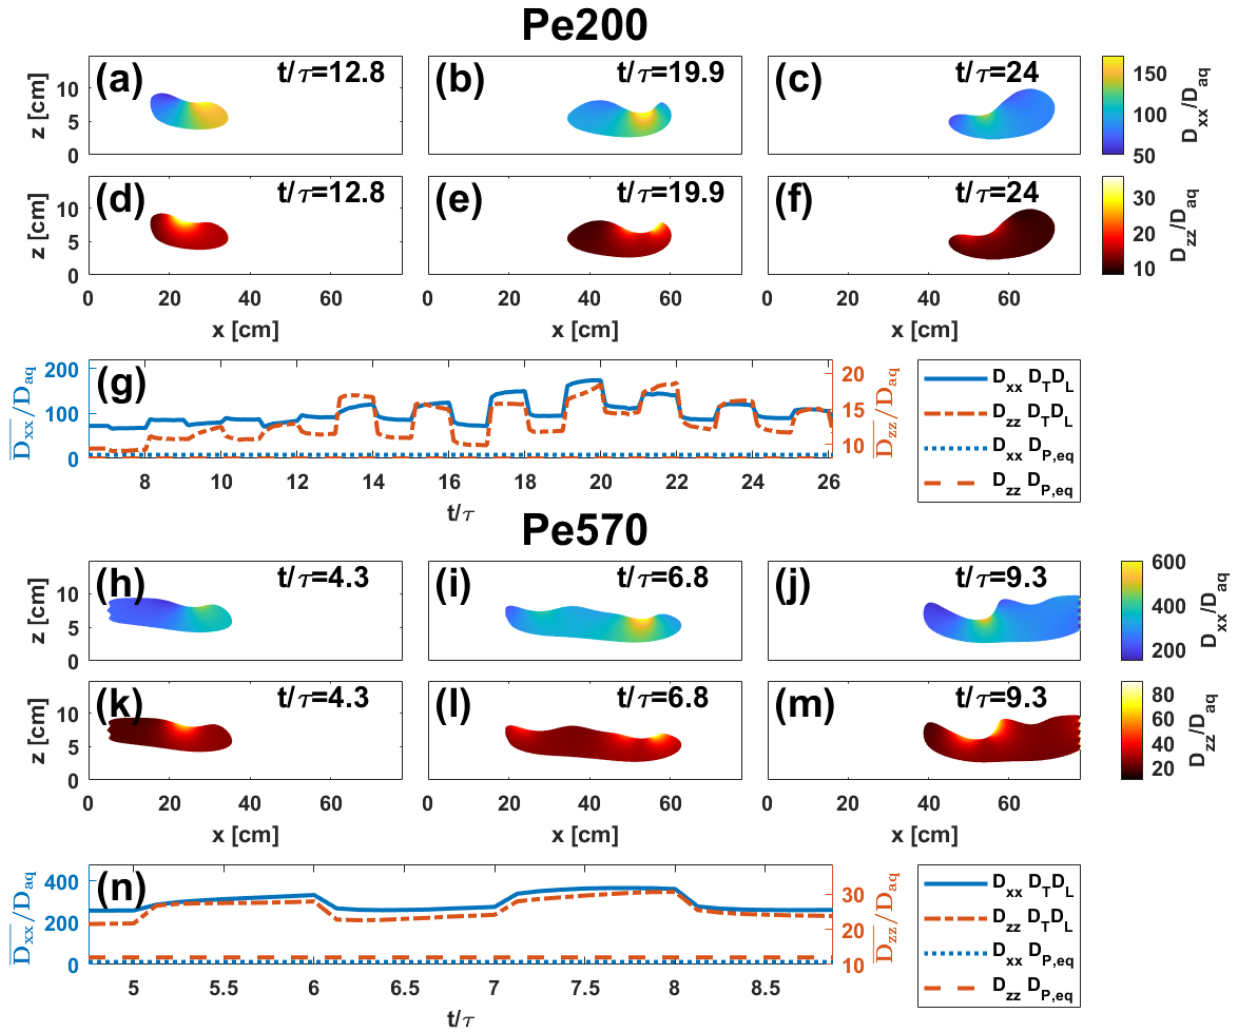 Pe200
(a) t/τ=12.8
(b) t/τ=19.9
(c) t/τ=24
z [cm]
10
5
0
150
100
50
D_xx/D_aq
(d) t/τ=12.8
(e) t/τ=19.9
(f) t/τ=24
z [cm]
10
5
0
30
20
10
D_zz/D_aq
0 20 40 60
0 20 40 60
0 20 40 60
x [cm]
x [cm]
x [cm]
(g)
D_xx/D_aq
200
100
0
20
15
10
D_zz/D_aq
8 10 12 14 16 18 20 22 24 26
t/τ
D_xx D_T D_L
D_zz D_T D_L
D_xx D_P,eq
D_zz D_P,eq
Pe570
(h) t/τ=4.3
(i) t/τ=6.8
(j) t/τ=9.3
z [cm]
10
5
0
600
400
200
D_xx/D_aq
(k) t/τ=4.3
(l) t/τ=6.8
(m) t/τ=9.3
z [cm]
10
5
0
80
60
40
20
D_zz/D_aq
0 20 40 60
0 20 40 60
0 20 40 60
x [cm]
x [cm]
x [cm]
(n)
D_xx/D_aq
400
200
0
30
20
10
D_zz/D_aq
5 5.5 6 6.5 7 7.5 8 8.5
t/τ
D_xx D_T D_L
D_zz D_T D_L
D_xx D_P,eq
D_zz D_P,eq